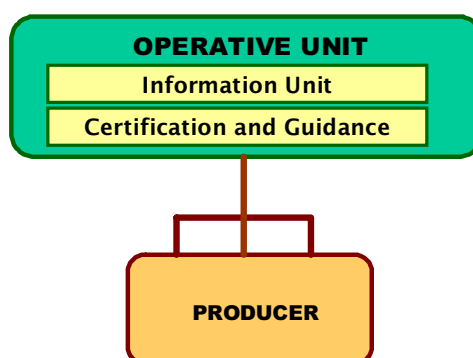 OPERATIVE UNIT
Information Unit
Certification and Guidance
PRODUCER